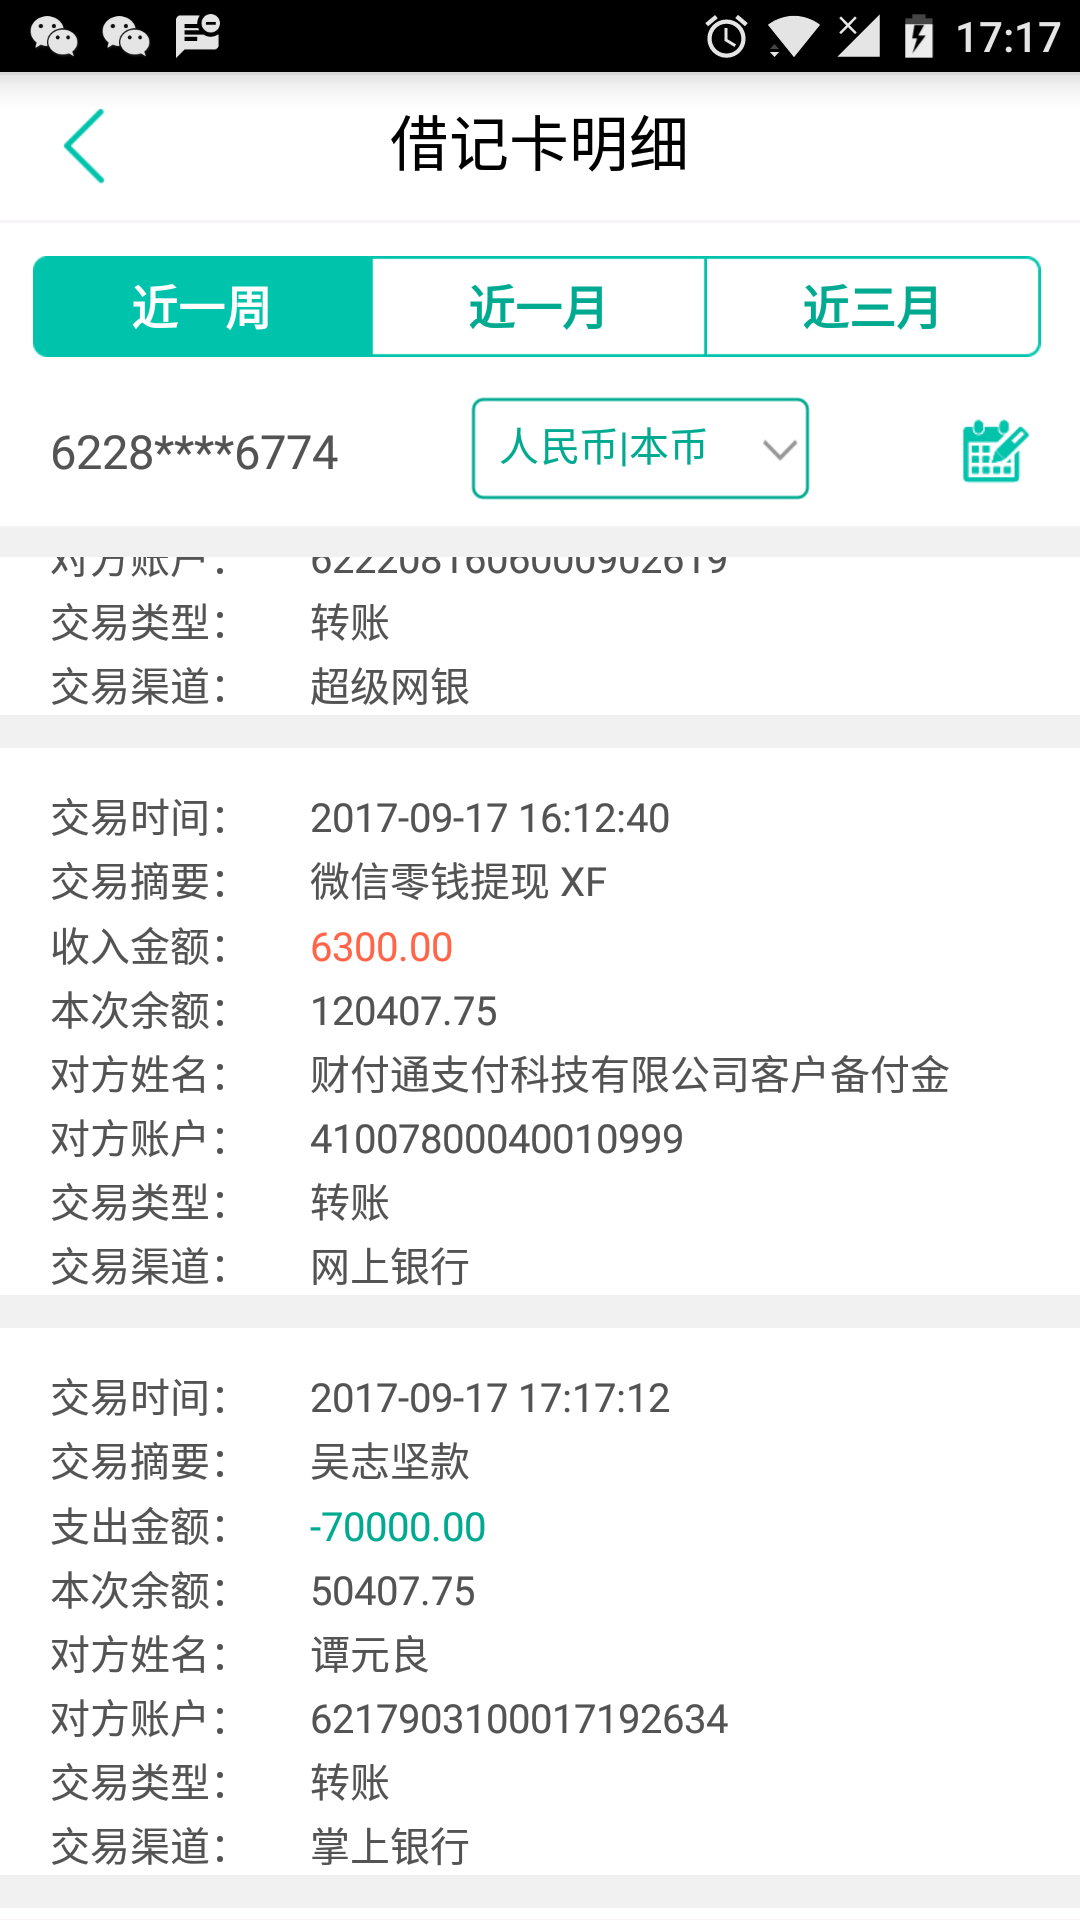 17:17
借记卡明细
近一周 近一月 近三月
6228****6774 人民币|本币
对方账户： 6222081606000902619
交易类型： 转账
交易渠道： 超级网银
交易时间： 2017-09-17 16:12:40
交易摘要： 微信零钱提现 XF
收入金额： 6300.00
本次余额： 120407.75
对方姓名： 财付通支付科技有限公司客户备付金
对方账户： 41007800040010999
交易类型： 转账
交易渠道： 网上银行
交易时间： 2017-09-17 17:17:12
交易摘要： 吴志坚款
支出金额： -70000.00
本次余额： 50407.75
对方姓名： 谭元良
对方账户： 6217903100017192634
交易类型： 转账
交易渠道： 掌上银行